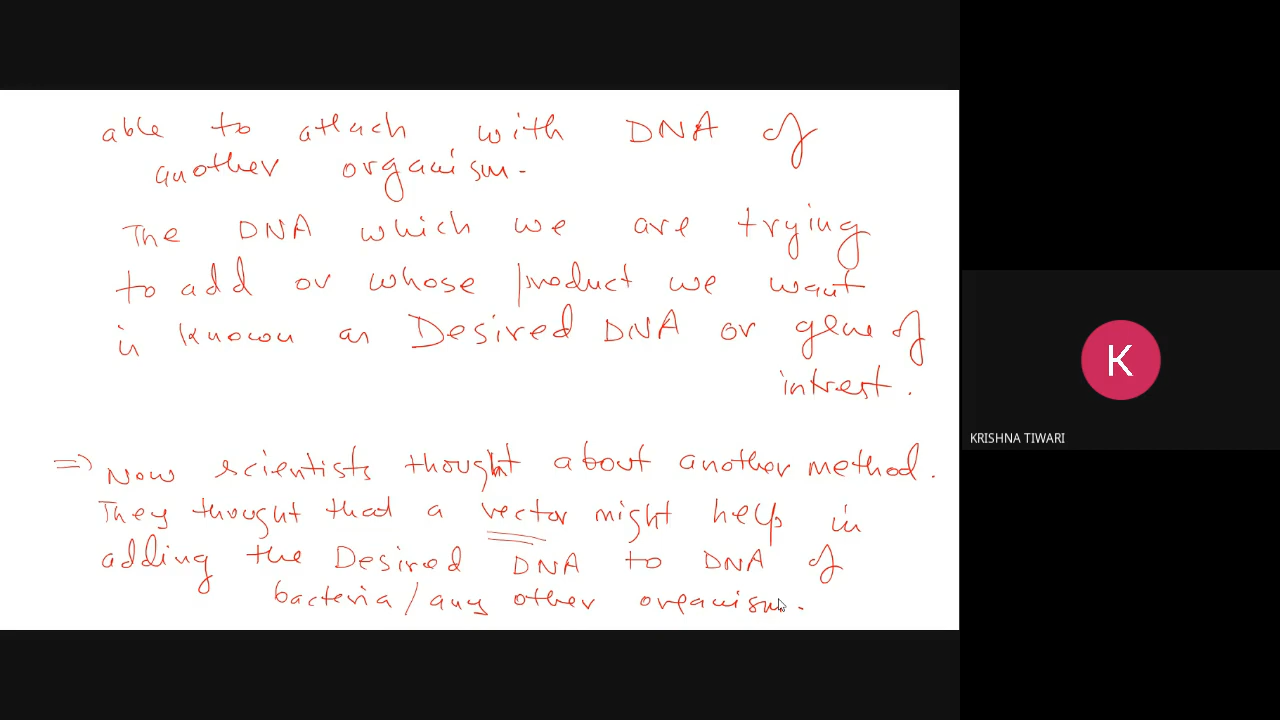 able to attach with DNA of
another organism.
The DNA which we are trying
to add or whose product we want
is known as Desired DNA or gene of
intrest.
=> Now scientists thought about another method.
They thought that a vector might help in
adding the Desired DNA to DNA of
bacteria/any other organism.
K
KRISHNA TIWARI